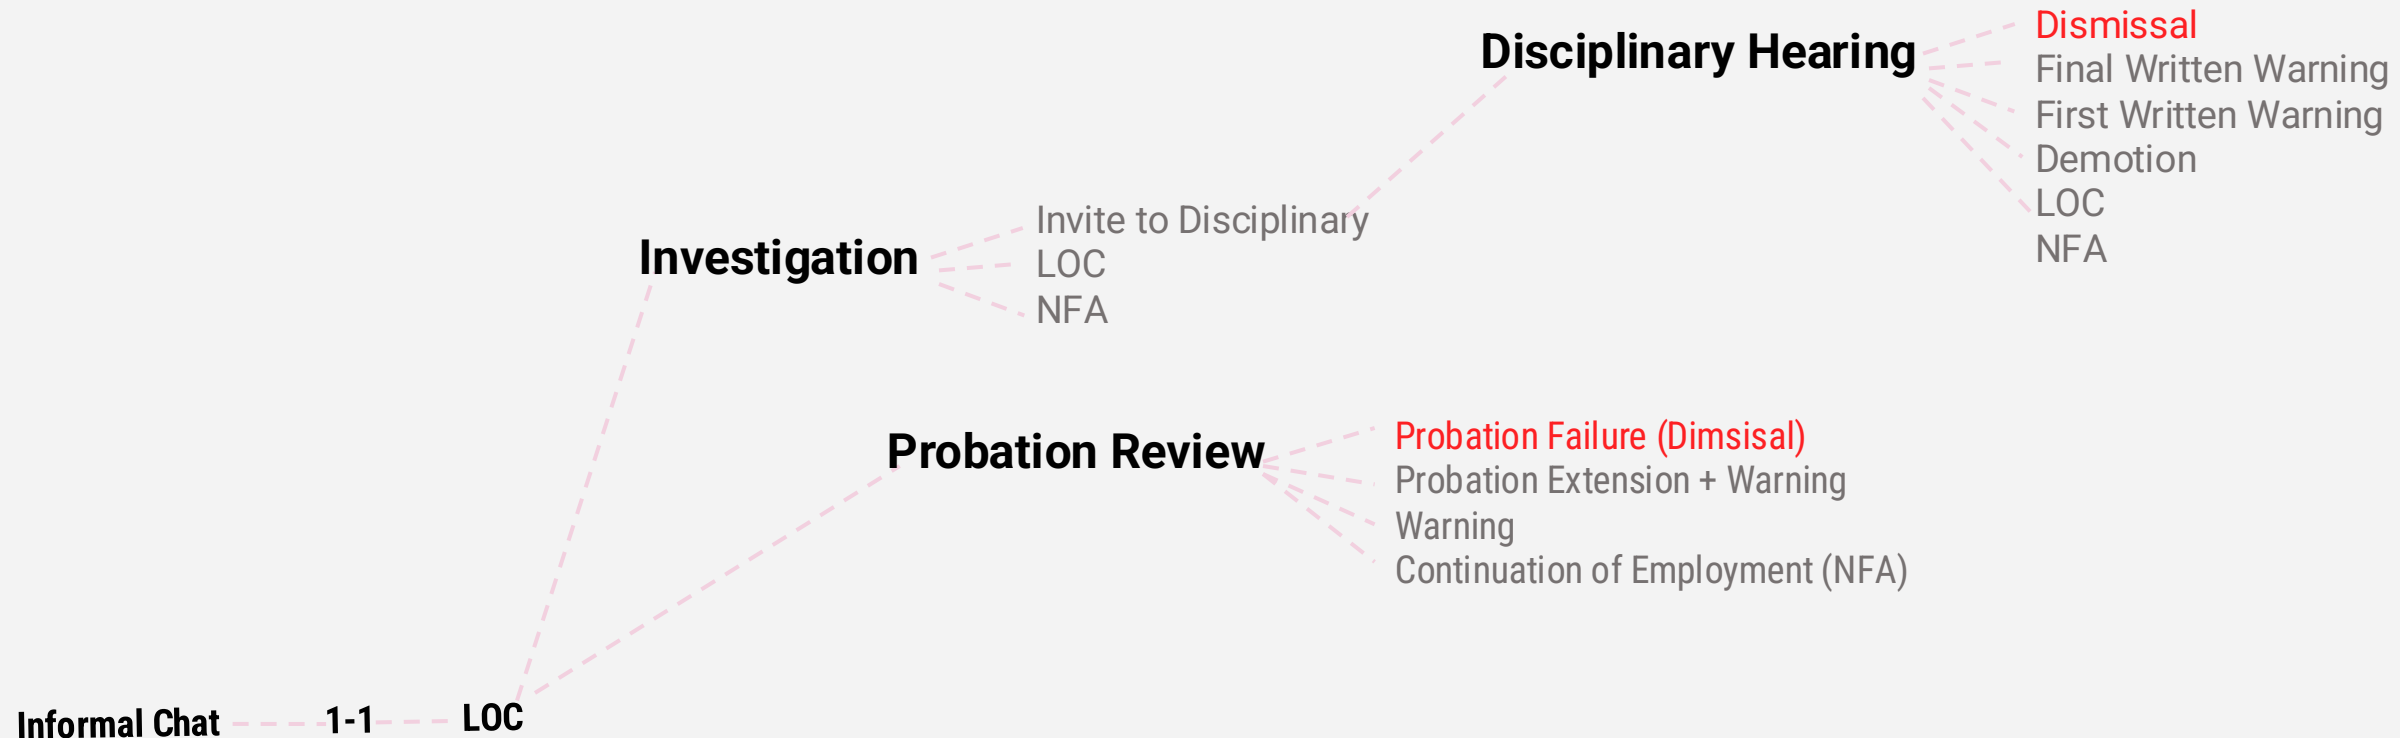 Disciplinary Hearing
Dismissal
Final Written Warning
First Written Warning
Demotion
LOC
NFA
Investigation
Invite to Disciplinary
LOC
NFA
Probation Review
Probation Failure (Dimsisal)
Probation Extension + Warning
Warning
Continuation of Employment (NFA)
Informal Chat
1-1
LOC